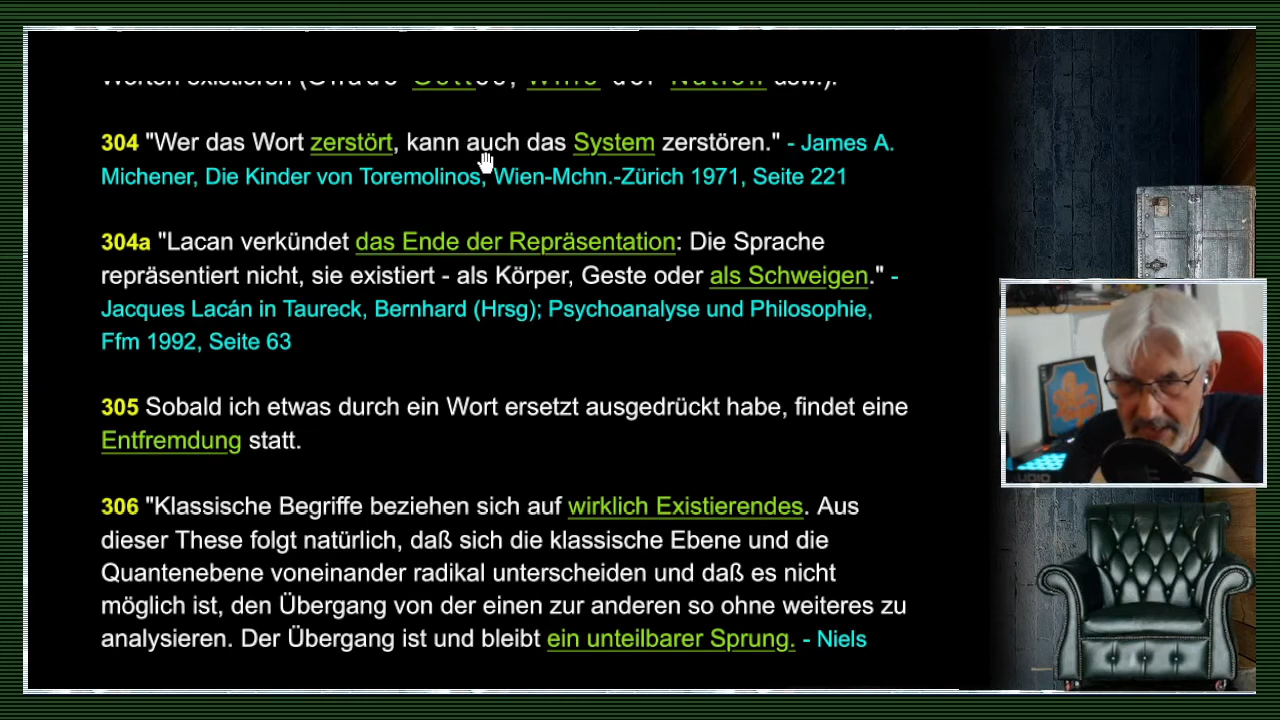 304 "Wer das Wort zerstört, kann auch das System zerstören." - James A.
Michener, Die Kinder von Toremolinos, Wien-Mchn.-Zürich 1971, Seite 221
304a "Lacan verkündet das Ende der Repräsentation: Die Sprache
repräsentiert nicht, sie existiert - als Körper, Geste oder als Schweigen." -
Jacques Lacán in Taureck, Bernhard (Hrsg); Psychoanalyse und Philosophie,
Ffm 1992, Seite 63
305 Sobald ich etwas durch ein Wort ersetzt ausgedrückt habe, findet eine
Entfremdung statt.
306 "Klassische Begriffe beziehen sich auf wirklich Existierendes. Aus
dieser These folgt natürlich, daß sich die klassische Ebene und die
Quantenebene voneinander radikal unterscheiden und daß es nicht
möglich ist, den Übergang von der einen zur anderen so ohne weiteres zu
analysieren. Der Übergang ist und bleibt ein unteilbarer Sprung. - Niels